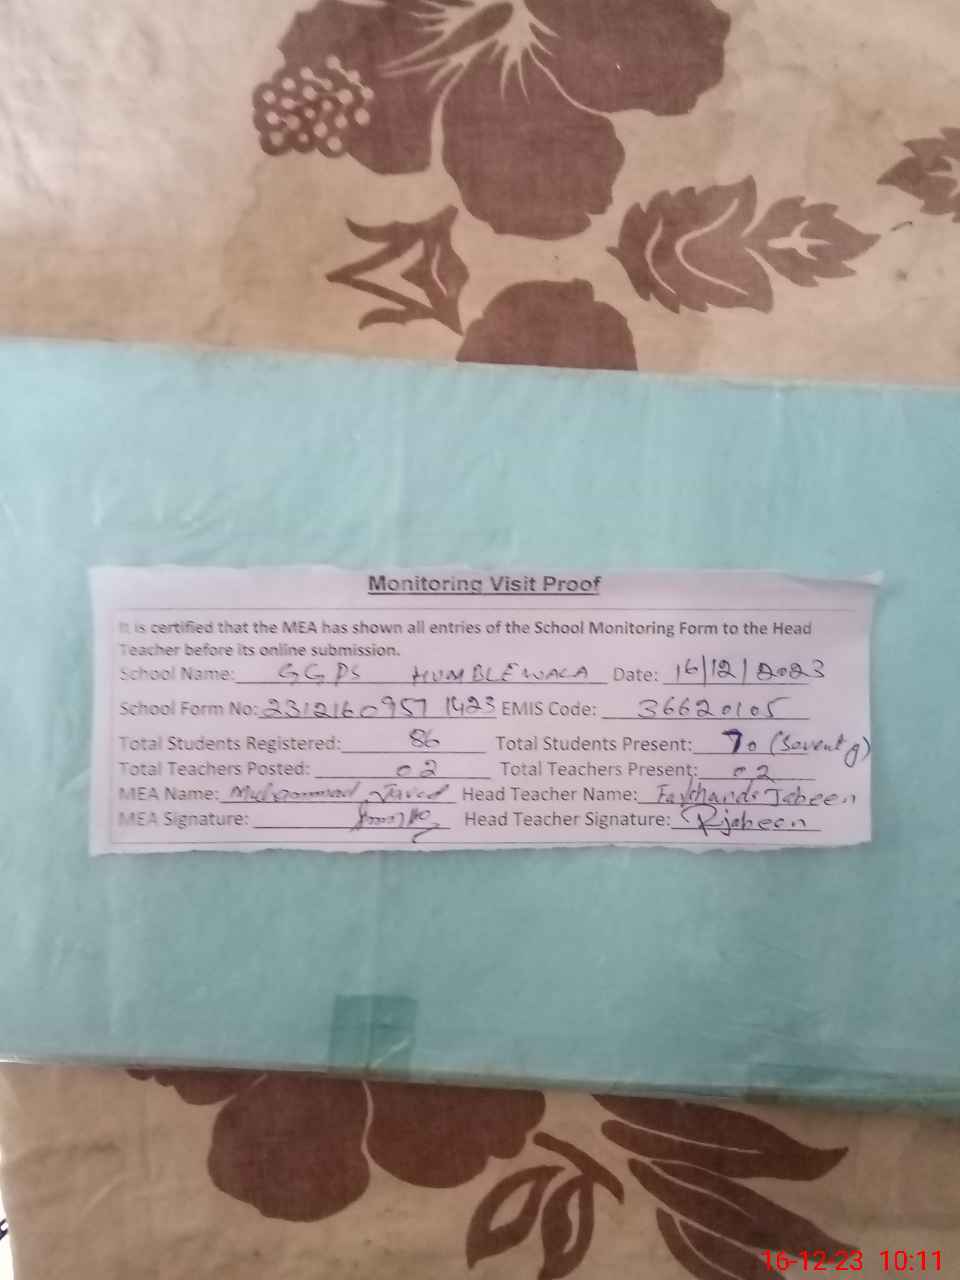 Monitoring Visit Proof
It is certified that the MEA has shown all entries of the School Monitoring Form to the Head
Teacher before its online submission.
School Name: GGPS HUMBLEWALA Date: 16/12/2023
School Form No: 2312160957 1423 EMIS Code: 36620105
Total Students Registered: 86 Total Students Present: 70 (Seventy)
Total Teachers Posted: 02 Total Teachers Present: 02
MEA Name: Muhammad Javed Head Teacher Name: Jabeen
MEA Signature: Head Teacher Signature: Rjabeen
16-12-23 10:11